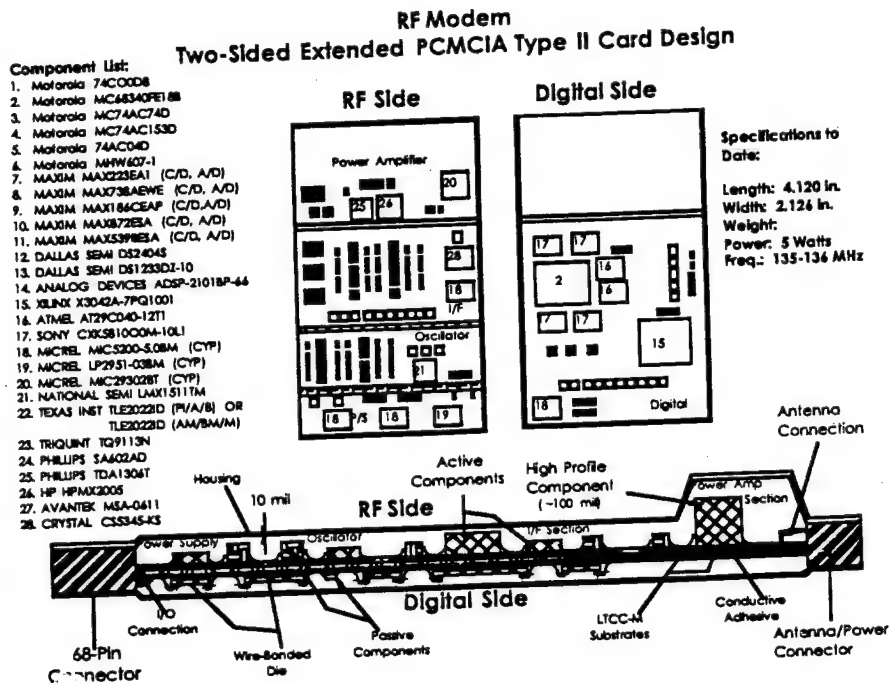 RF Modem
Two-Sided Extended PCMCIA Type II Card Design
Component List:
1. Motorola 74C00D8
2. Motorola MC68340FE18B
3. Motorola MC74AC74D
4. Motorola MC74AC153D
5. Motorola 74AC04D
6. Motorola MHW607-1
7. MAXIM MAX223EAI (C/D, A/D)
8. MAXIM MAX738AEWE (C/D, A/D)
9. MAXIM MAX186CEAP (C/D,A/D)
10. MAXIM MAX872ESA (C/D, A/D)
11. MAXIM MAX539BESA (C/D, A/D)
12. DALLAS SEMI DS2404S
13. DALLAS SEMI DS1233DZ-10
14. ANALOG DEVICES ADSP-2101BP-66
15. XILINX X3042A-7PQ100I
16. ATMEL AT29C040-12TI
17. SONY CXK581000M-10LI
18. MICREL MIC5200-5.0BM (CYP)
19. MICREL LP2951-03BM (CYP)
20. MICREL MIC29302BT (CYP)
21. NATIONAL SEMI LMX1511TM
22. TEXAS INST TLE2022ID (PI/A/B) OR
TLE2022ID (AM/BM/M)
23. TRIQUINT TQ9113N
24. PHILLIPS SA602AD
25. PHILLIPS TDA1306T
26. HP HPMX2005
27. AVANTEK MSA-0611
28. CRYSTAL CS5345-KS
RF Side
Power Amplifier
20
25 26
28
18
I/F
Oscillator
21
18 P/S 18 19
Digital Side
17 17
16
2 16
17 17
15
18 Digital
Specifications to
Date:
Length: 4.120 in.
Width: 2.126 in.
Weight:
Power: 5 Watts
Freq.: 135-136 MHz
Antenna
Connection
Active
Components
High Profile
Component
(~100 mil)
Power Amp
Section
Housing
10 mil
RF Side
Power Supply
Oscillator
I/F Section
Digital Side
I/O
Connection
Wire-Bonded
Die
Passive
Components
LTCC-M
Substrates
Conductive
Adhesive
68-Pin
Connector
Antenna/Power
Connector